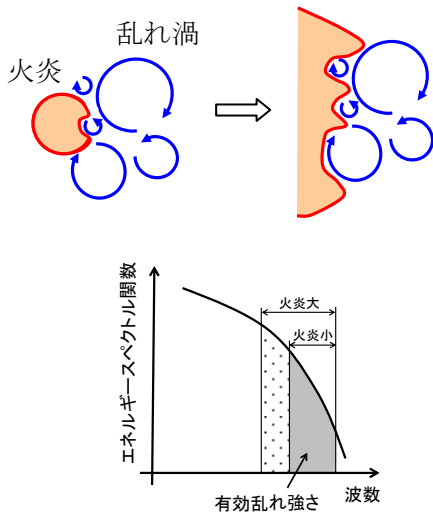 乱れ渦
火炎
エネルギースペクトル関数
火炎大
火炎小
有効乱れ強さ
波数